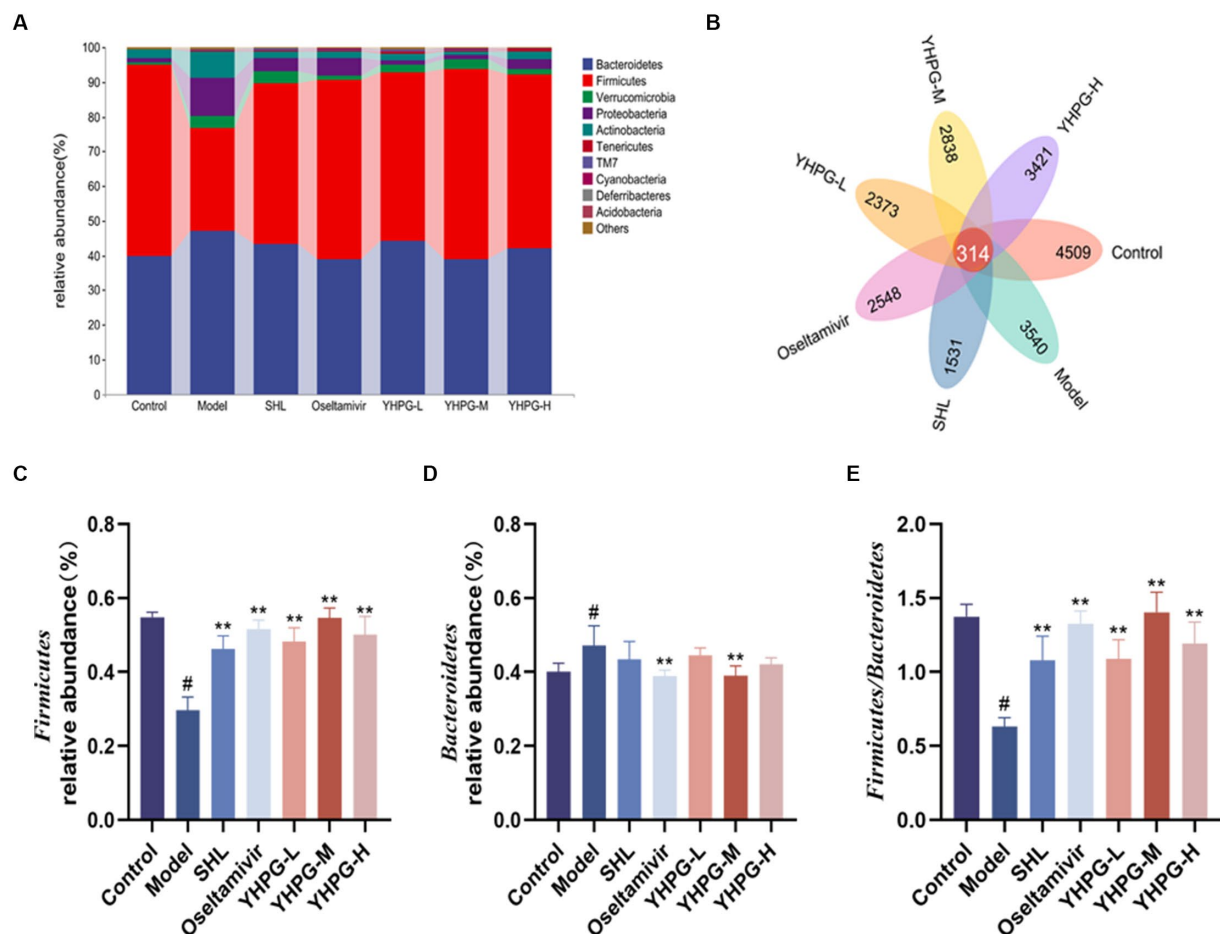 A
relative abundance(%)
100
90
80
70
60
50
40
30
20
10
0
Control
Model
SHL
Oseltamivir
YHPG-L
YHPG-M
YHPG-H
Bacteroidetes
Firmicutes
Verrucomicrobia
Proteobacteria
Actinobacteria
Tenericutes
TM7
Cyanobacteria
Deferribacteres
Acidobacteria
Others
B
YHPG-M
2838
YHPG-H
3421
YHPG-L
2373
314
4509
Control
Oseltamivir
2548
1531
SHL
3540
Model
C
Firmicutes
relative abundance(%)
0.8
0.6
0.4
0.2
0.0
#
**
**
**
**
**
Control
Model
SHL
Oseltamivir
YHPG-L
YHPG-M
YHPG-H
D
Bacteroidetes
relative abundance(%)
0.8
0.6
0.4
0.2
0.0
#
**
**
Control
Model
SHL
Oseltamivir
YHPG-L
YHPG-M
YHPG-H
E
Firmicutes/Bacteroidetes
2.0
1.5
1.0
0.5
0.0
#
**
**
**
**
**
Control
Model
SHL
Oseltamivir
YHPG-L
YHPG-M
YHPG-H